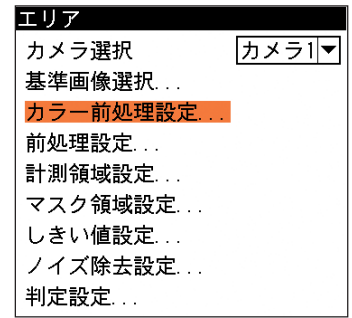 エリア
カメラ選択 カメラ1▼
基準画像選択...
カラー前処理設定...
前処理設定...
計測領域設定...
マスク領域設定...
しきい値設定...
ノイズ除去設定...
判定設定...